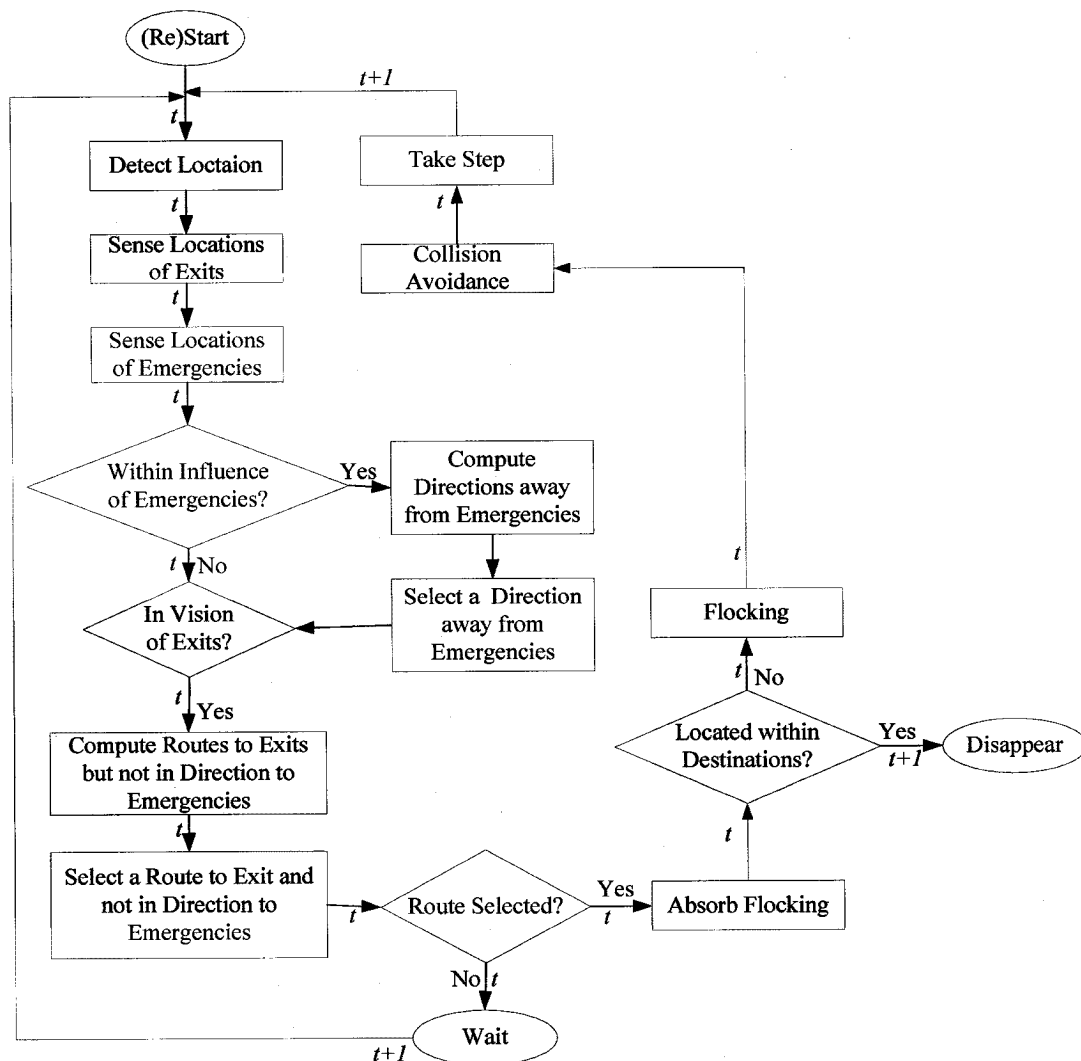 (Re)Start
t+1
t
Detect Loctaion
t
Sense Locations
of Exits
t
Sense Locations
of Emergencies
t
Within Influence
of Emergencies?
Yes
Compute
Directions away
from Emergencies
t
No
Select a Direction
away from
Emergencies
In Vision
of Exits?
t
Yes
Compute Routes to Exits
but not in Direction to
Emergencies
t
Select a Route to Exit and
not in Direction to
Emergencies
t
Route Selected?
Yes
t
Absorb Flocking
No
t
Wait
t+1
t
Located within
Destinations?
Yes
t+1
Disappear
t
No
Flocking
t
Collision
Avoidance
t
Take Step